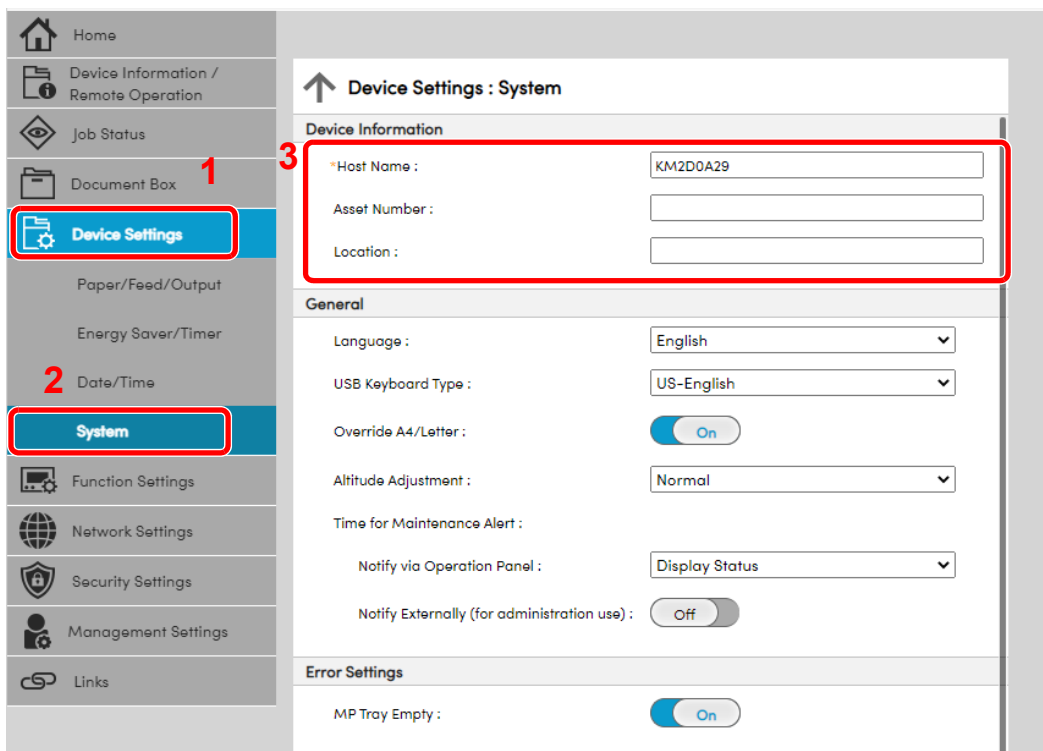 Home
Device Information /
Remote Operation
Job Status
1
Document Box
Device Settings
Paper/Feed/Output
Energy Saver/Timer
2
Date/Time
System
Function Settings
Network Settings
Security Settings
Management Settings
Links
Device Settings : System
Device Information
3
*Host Name : KM2D0A29
Asset Number :
Location :
General
Language : English
USB Keyboard Type : US-English
Override A4/Letter : On
Altitude Adjustment : Normal
Time for Maintenance Alert :
Notify via Operation Panel : Display Status
Notify Externally (for administration use) : Off
Error Settings
MP Tray Empty : On